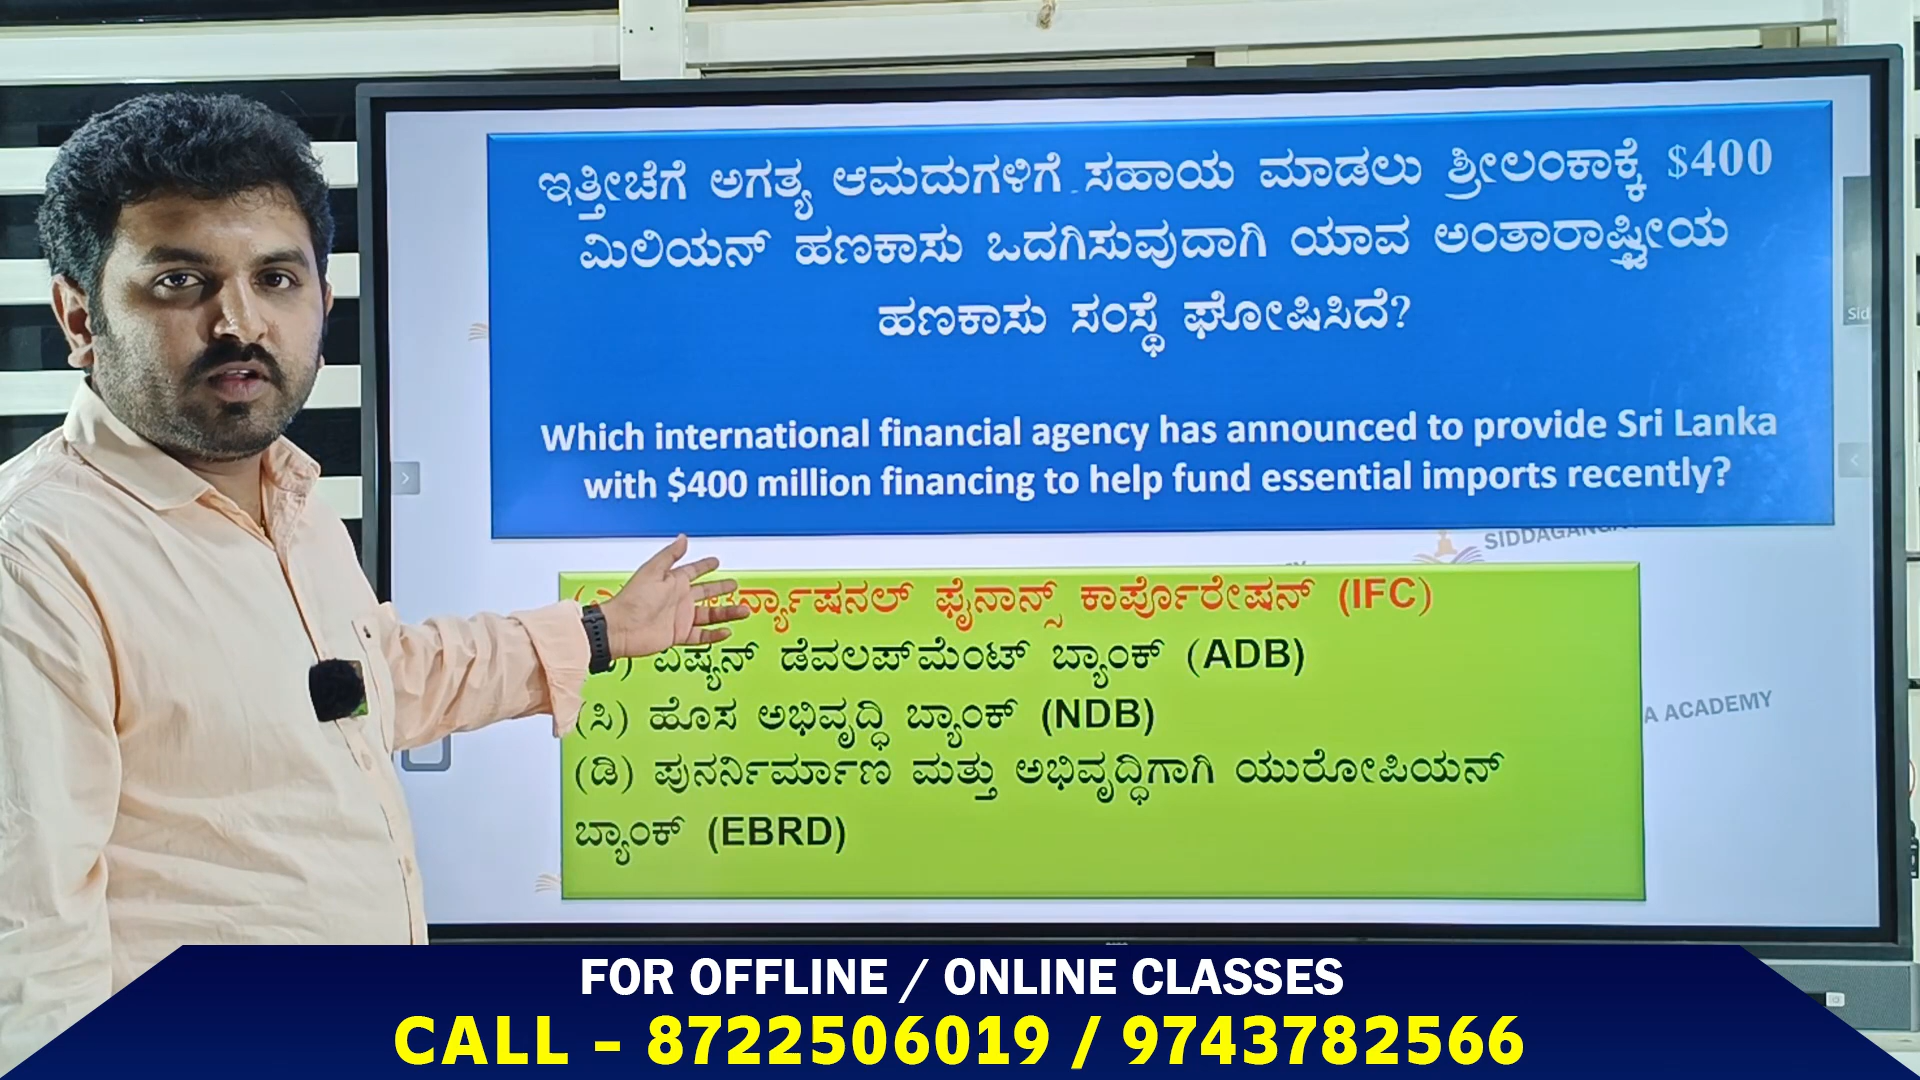 ಇತ್ತೀಚೆಗೆ ಅಗತ್ಯ ಆಮದುಗಳಿಗೆ ಸಹಾಯ ಮಾಡಲು ಶ್ರೀಲಂಕಾಕ್ಕೆ $400
ಮಿಲಿಯನ್ ಹಣಕಾಸು ಒದಗಿಸುವುದಾಗಿ ಯಾವ ಅಂತಾರಾಷ್ಟ್ರೀಯ
ಹಣಕಾಸು ಸಂಸ್ಥೆ ಘೋಷಿಸಿದೆ?
Which international financial agency has announced to provide Sri Lanka
with $400 million financing to help fund essential imports recently?
ಫೈನಾನ್ಸ್ ಕಾರ್ಪೊರೇಷನ್ (IFC)
ಏಷ್ಯನ್ ಡೆವಲಪ್‌ಮೆಂಟ್ ಬ್ಯಾಂಕ್ (ADB)
(ಸಿ) ಹೊಸ ಅಭಿವೃದ್ಧಿ ಬ್ಯಾಂಕ್ (NDB)
(ಡಿ) ಪುನರ್ನಿರ್ಮಾಣ ಮತ್ತು ಅಭಿವೃದ್ಧಿಗಾಗಿ ಯುರೋಪಿಯನ್
ಬ್ಯಾಂಕ್ (EBRD)
ACADEMY
FOR OFFLINE / ONLINE CLASSES
CALL - 8722506019 / 9743782566